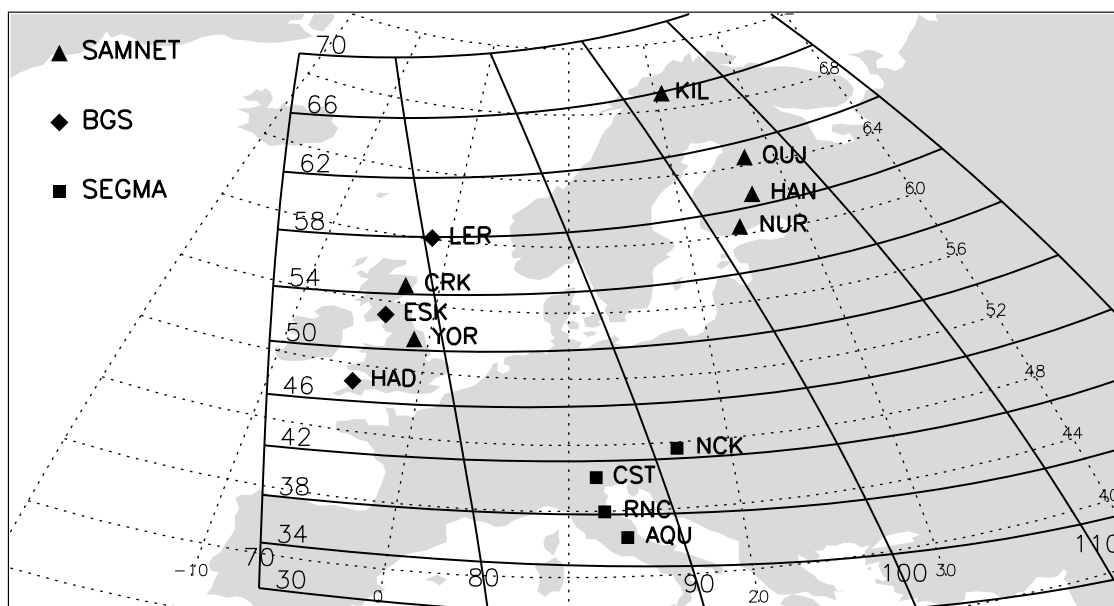 SAMNET
BGS
SEGMA
70
66
62
58
54
50
46
42
38
34
30
KIL
OUJ
HAN
NUR
LER
CRK
ESK
YOR
HAD
NCK
CST
RNC
AQU
68
64
60
56
52
48
44
40
70
80
90
100
110
-10
0
20
30